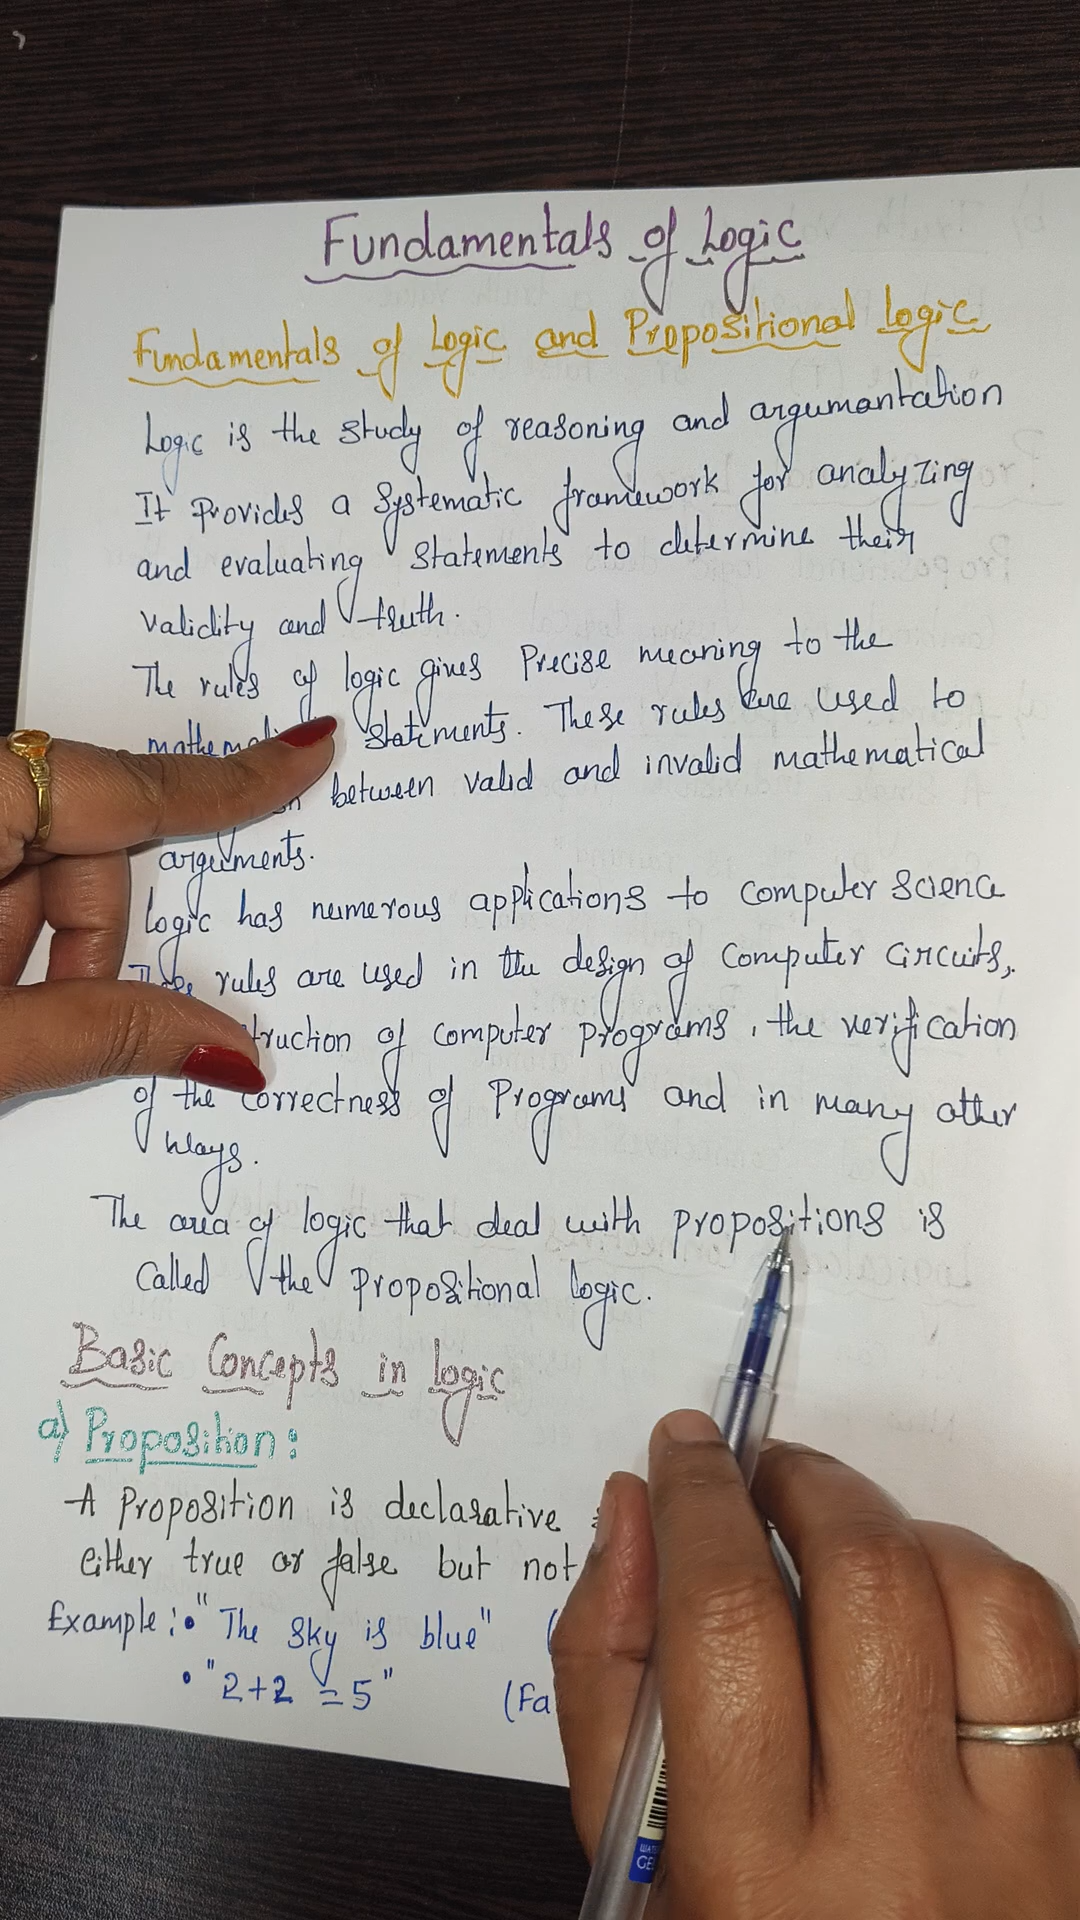 Fundamentals of Logic
Fundamentals of Logic and Propositional Logic
Logic is the study of reasoning and argumantation
It Provides a Systematic framework for analyzing
and evaluating Statements to determine their
validity and truth.
The rules of logic gives Precise meaning to the
mathemati Statements. These rules are used to
between valid and invalid mathematical
arguments.
Logic has numerous applications to Computer Science
These rules are used in the design of Computer Circuits,
truction of Computer Programs, the verification
of the Correctness of Programs and in many other
Ways.
The area of logic that deal with propositions is
Called the Propositional logic.
Basic Concepts in logic
a) Proposition:
A Proposition is declarative
either true or false but not
Example: • "The Sky is blue" (
• "2+2 = 5" (Fa
GEL